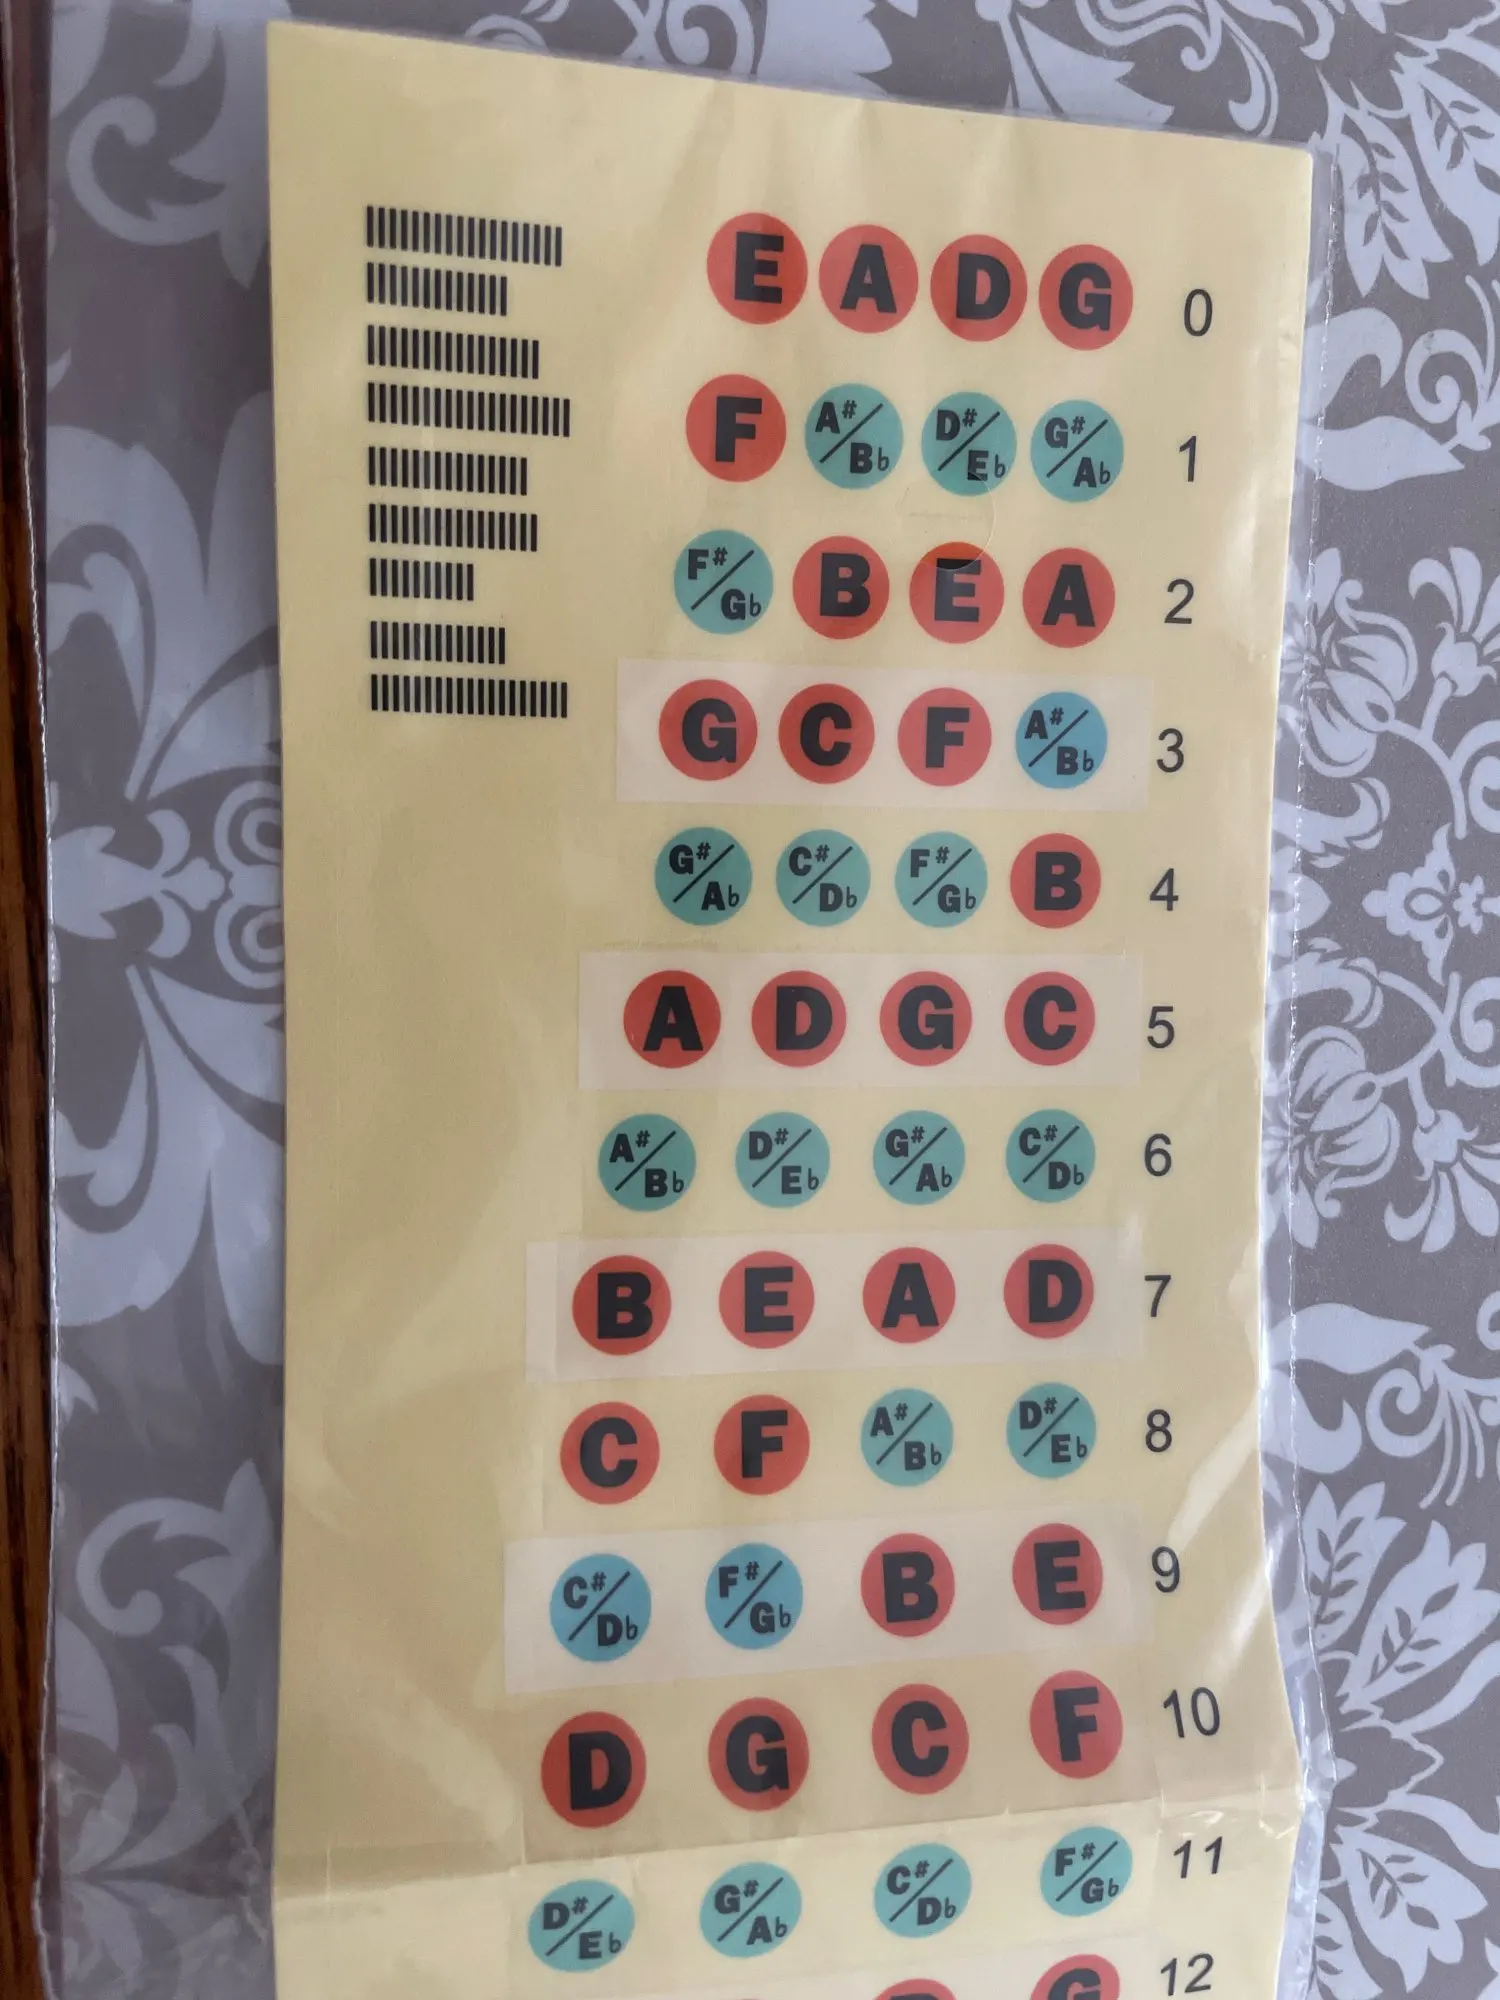 E A D G 0
F A#/Bb D#/Eb G#/Ab 1
F#/Gb B E A 2
G C F A#/Bb 3
G#/Ab C#/Db F#/Gb B 4
A D G C 5
A#/Bb D#/Eb G#/Ab C#/Db 6
B E A D 7
C F A#/Bb D#/Eb 8
C#/Db F#/Gb B E 9
D G C F 10
D#/Eb G#/Ab C#/Db F#/Gb 11
G 12